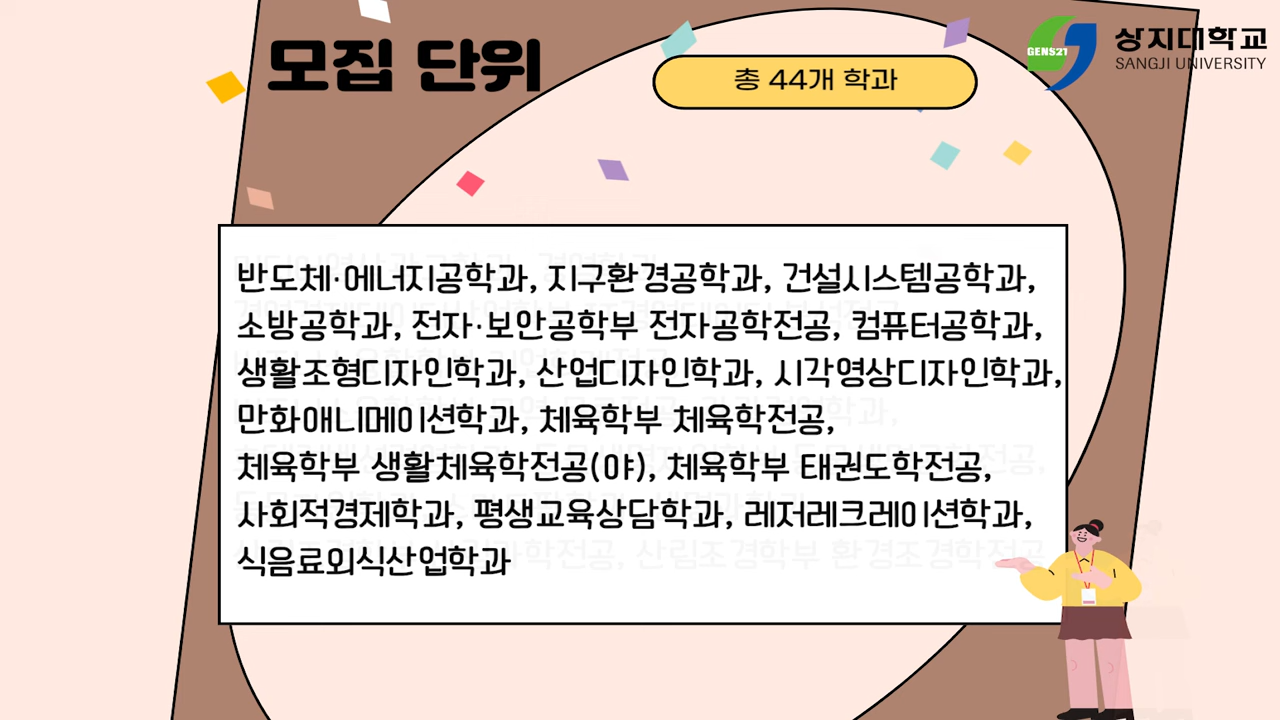 모집 단위
총 44개 학과
GENS21
상지대학교
SANGJI UNIVERSITY
반도체·에너지공학과, 지구환경공학과, 건설시스템공학과,
소방공학과, 전자·보안공학부 전자공학전공, 컴퓨터공학과,
생활조형디자인학과, 산업디자인학과, 시각영상디자인학과,
만화애니메이션학과, 체육학부 체육학전공,
체육학부 생활체육학전공(야), 체육학부 태권도학전공,
사회적경제학과, 평생교육상담학과, 레저레크레이션학과,
식음료외식산업학과